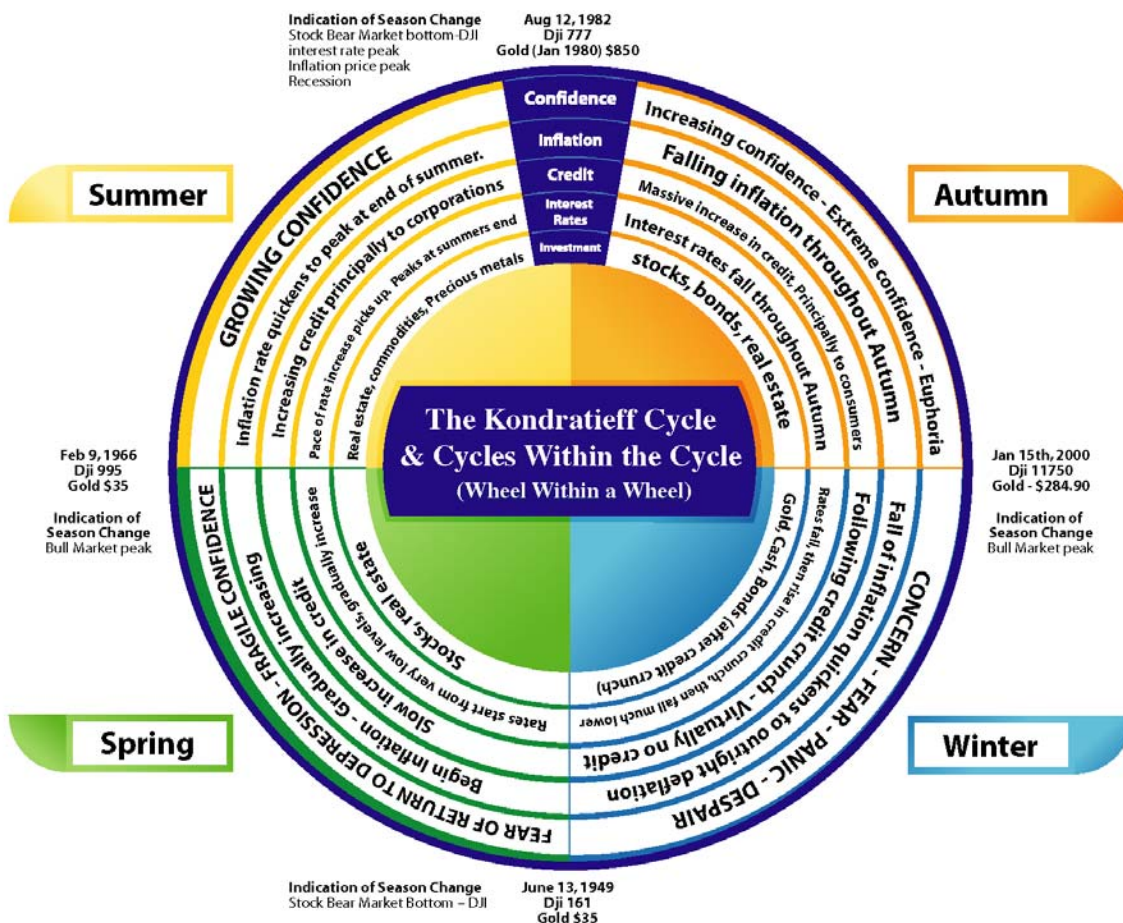 Indication of Season Change
Stock Bear Market bottom-DJI
interest rate peak
Inflation price peak
Recession
Aug 12, 1982
Dji 777
Gold (Jan 1980) $850
Confidence
Inflation
Credit
Interest
Rates
Investment
Summer
GROWING CONFIDENCE
Inflation rate quickens to peak at end of summer.
Increasing credit principally to corporations
Pace of rate increase picks up. Peaks at summers end
Real estate, commodities, Precious metals
Autumn
Increasing confidence - Extreme confidence - Euphoria
Falling inflation throughout Autumn
Massive increase in credit, Principally to consumers
Interest rates fall throughout Autumn
stocks, bonds, real estate
The Kondratieff Cycle
& Cycles Within the Cycle
(Wheel Within a Wheel)
Feb 9, 1966
Dji 995
Gold $35
Indication of
Season Change
Bull Market peak
Jan 15th, 2000
Dji 11750
Gold - $284.90
Indication of
Season Change
Bull Market peak
Spring
FEAR OF RETURN TO DEPRESSION - FRAGILE CONFIDENCE
Begin Inflation - Gradually increasing
Slow increase in credit
Rates start from very low levels, gradually increase
Stocks, real estate
Winter
CONCERN - FEAR - PANIC - DESPAIR
Fall of inflation quickens to outright deflation
Following credit crunch - Virtually no credit
Rates fall, then rise in credit crunch, then fall much lower
Gold, Cash, Bonds (after credit crunch)
Indication of Season Change
Stock Bear Market Bottom – DJI
June 13, 1949
Dji 161
Gold $35